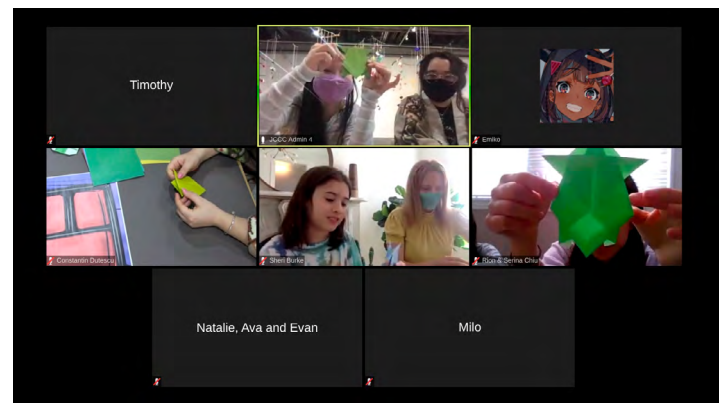 Timothy
JCCC Admin 4
Emiko
Constantin Dutescu
Sheri Burke
Rion & Serina Chiu
Natalie, Ava and Evan
Milo